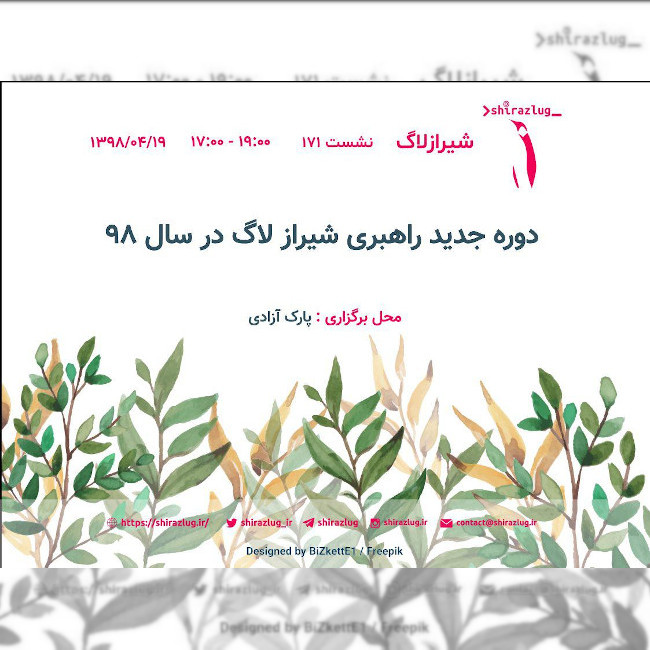 >shirazlug_
شیرازلاگ نشست ۱۷۱ ۱۷:۰۰ - ۱۹:۰۰ ۱۳۹۸/۰۴/۱۹
دوره جدید راهبری شیراز لاگ در سال ۹۸
محل برگزاری : پارک آزادی
https://shirazlug.ir/ shirazlug_ir shirazlug shirazlug.ir contact@shirazlug.ir
Designed by BiZkettE1 / Freepik